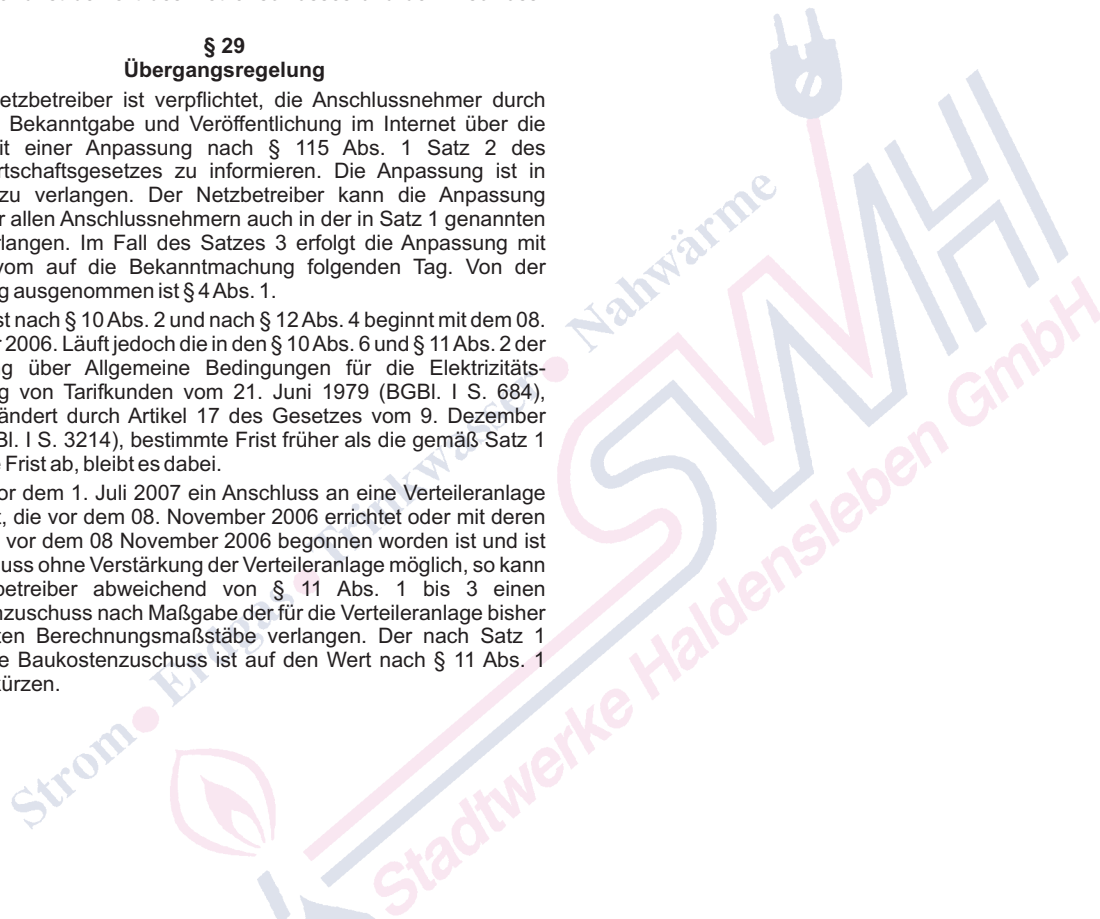 § 29
Übergangsregelung
etzbetreiber ist verpflichtet, die Anschlussnehmer durch
Bekanntgabe und Veröffentlichung im Internet über die
it einer Anpassung nach § 115 Abs. 1 Satz 2 des
rtschaftsgesetzes zu informieren. Die Anpassung ist in
zu verlangen. Der Netzbetreiber kann die Anpassung
r allen Anschlussnehmern auch in der in Satz 1 genannten
rlangen. Im Fall des Satzes 3 erfolgt die Anpassung mit
vom auf die Bekanntmachung folgenden Tag. Von der
g ausgenommen ist § 4 Abs. 1.
st nach § 10 Abs. 2 und nach § 12 Abs. 4 beginnt mit dem 08.
r 2006. Läuft jedoch die in den § 10 Abs. 6 und § 11 Abs. 2 der
g über Allgemeine Bedingungen für die Elektrizitäts-
g von Tarifkunden vom 21. Juni 1979 (BGBl. I S. 684),
ändert durch Artikel 17 des Gesetzes vom 9. Dezember
Bl. I S. 3214), bestimmte Frist früher als die gemäß Satz 1
e Frist ab, bleibt es dabei.
or dem 1. Juli 2007 ein Anschluss an eine Verteileranlage
t, die vor dem 08. November 2006 errichtet oder mit deren
vor dem 08 November 2006 begonnen worden ist und ist
uss ohne Verstärkung der Verteileranlage möglich, so kann
betreiber abweichend von § 11 Abs. 1 bis 3 einen
nzuschuss nach Maßgabe der für die Verteileranlage bisher
ten Berechnungsmaßstäbe verlangen. Der nach Satz 1
e Baukostenzuschuss ist auf den Wert nach § 11 Abs. 1
kürzen.
Strom ● Erdgas ● Trinkwasser ● Nahwärme
SWH
Stadtwerke Haldensleben GmbH